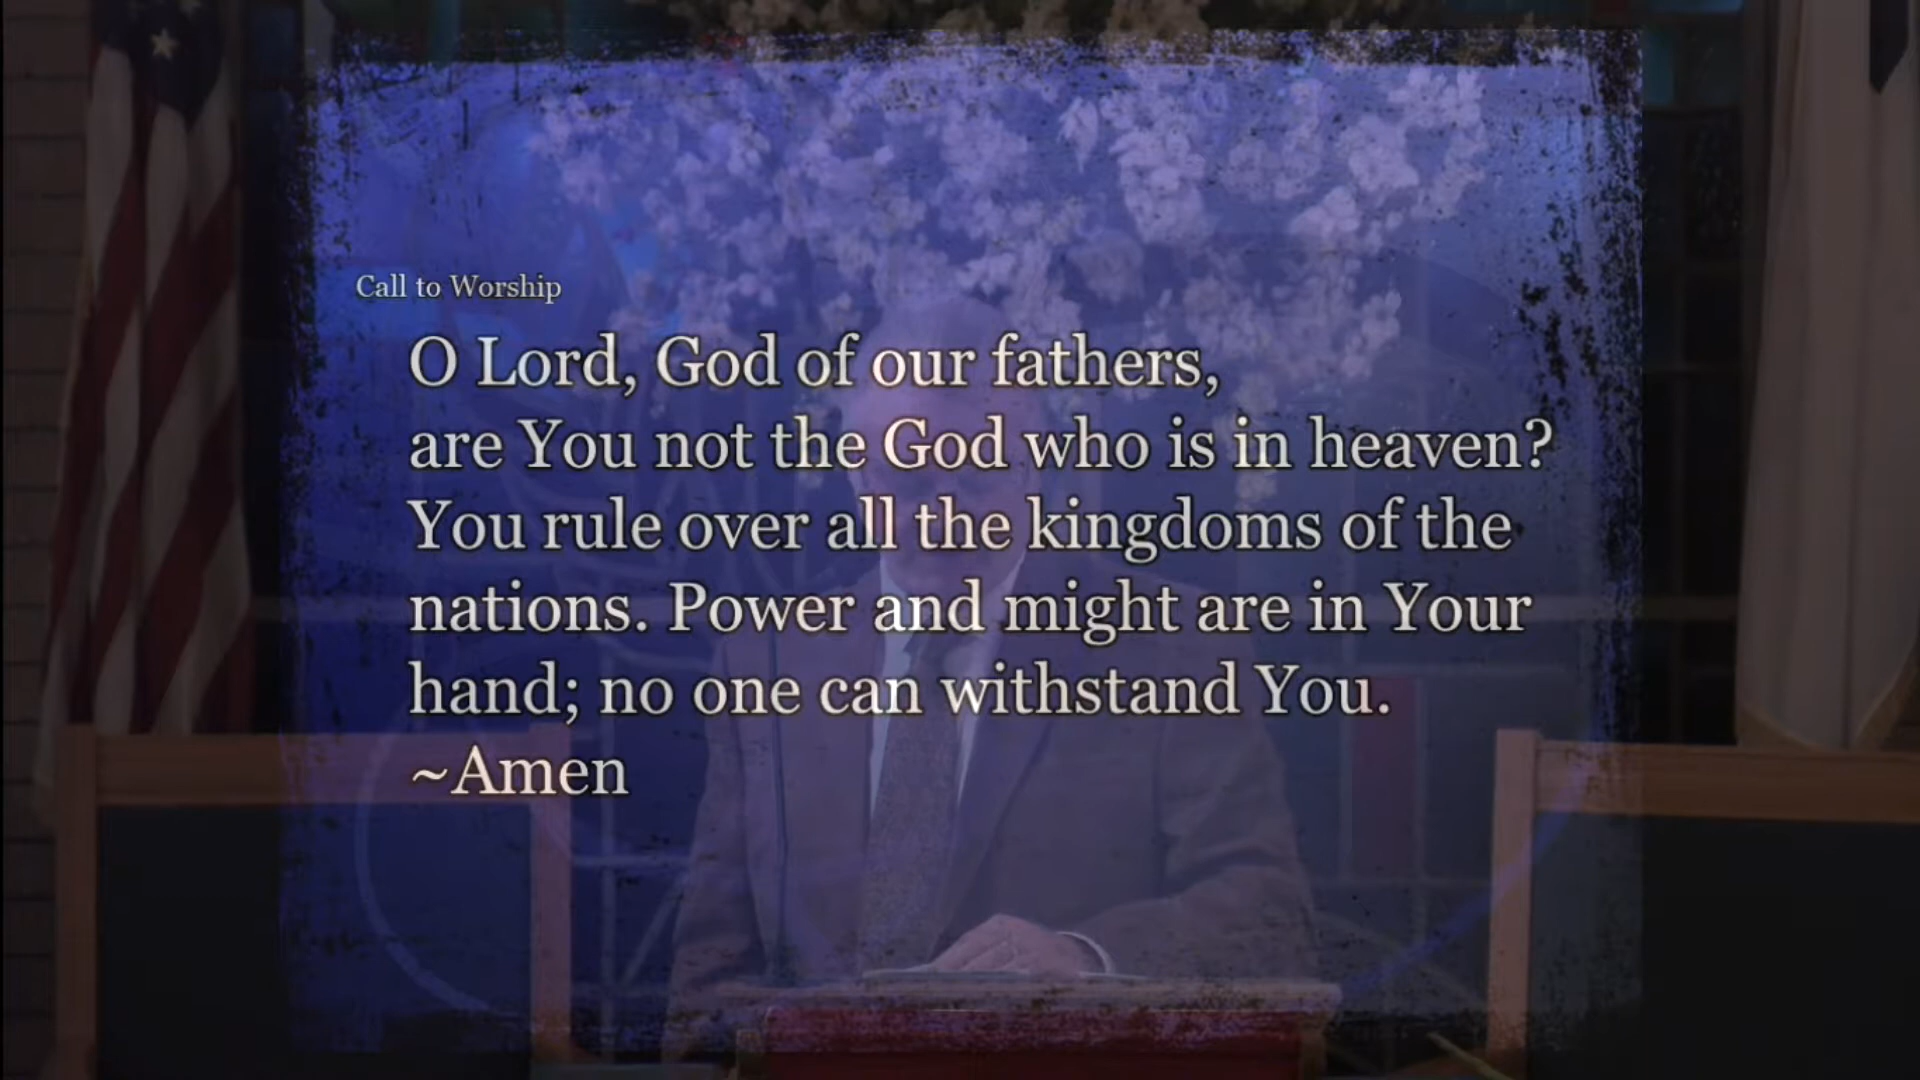 Call to Worship
O Lord, God of our fathers,
are You not the God who is in heaven?
You rule over all the kingdoms of the
nations. Power and might are in Your
hand; no one can withstand You.
~Amen